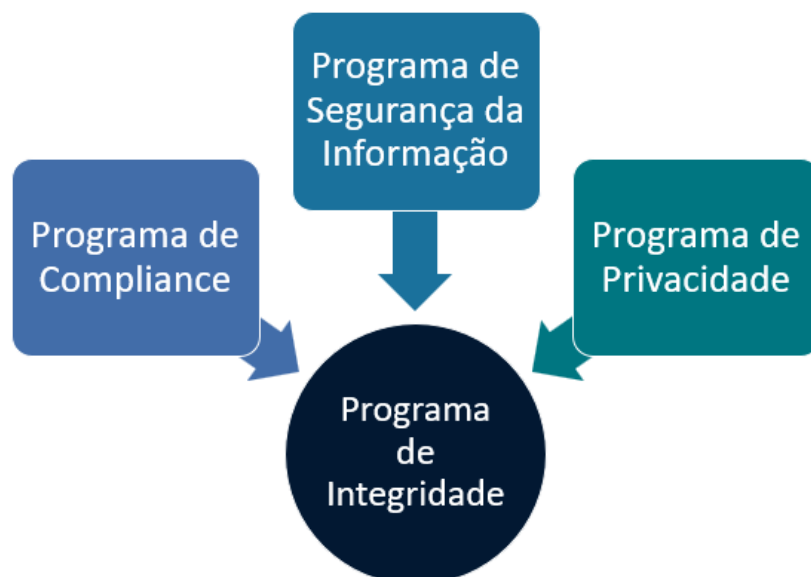 Programa de
Segurança da
Informação
Programa de
Compliance
Programa de
Privacidade
Programa
de
Integridade